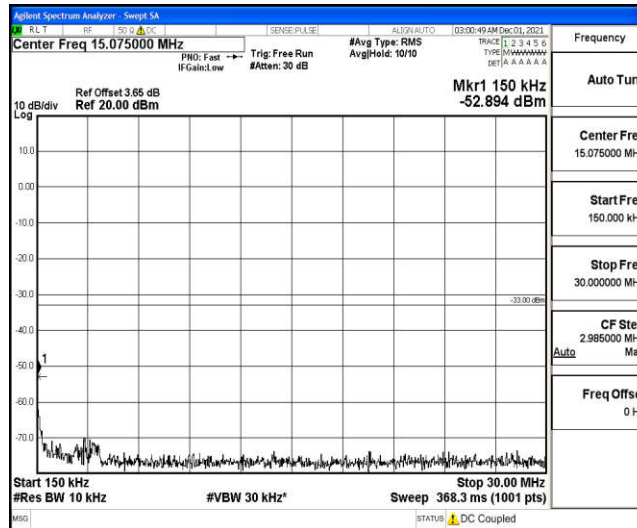 Agilent Spectrum Analyzer - Swept SA
RL T RF 50 Ω DC SENSE:PULSE ALIGN AUTO 03:00:49 AM Dec 01, 2021
Center Freq 15.075000 MHz
PNO: Fast
IFGain:Low
Trig: Free Run
#Atten: 30 dB
#Avg Type: RMS
Avg|Hold: 10/10
TRACE 1 2 3 4 5 6
TYPE M
DET A A A A A A
Mkr1 150 kHz
-52.894 dBm
Ref Offset 3.65 dB
Ref 20.00 dBm
10 dB/div
Log
10.0
0.00
-10.0
-20.0
-30.0
-33.00 dBm
-40.0
-50.0
1
-60.0
-70.0
Start 150 kHz Stop 30.00 MHz
#Res BW 10 kHz #VBW 30 kHz* Sweep 368.3 ms (1001 pts)
MSG STATUS DC Coupled
Frequency
Auto Tun
Center Fre
15.075000 MH
Start Fre
150.000 kH
Stop Fre
30.000000 MH
CF Ste
2.985000 MH
Auto Ma
Freq Offse
0 H